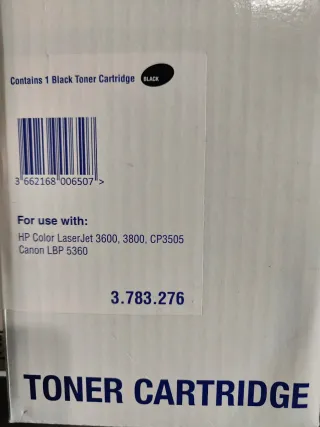 Contains 1 Black Toner Cartridge BLACK
3 662168 006507 >
For use with:
HP Color LaserJet 3600, 3800, CP3505
Canon LBP 5360
3.783.276
TONER CARTRIDGE